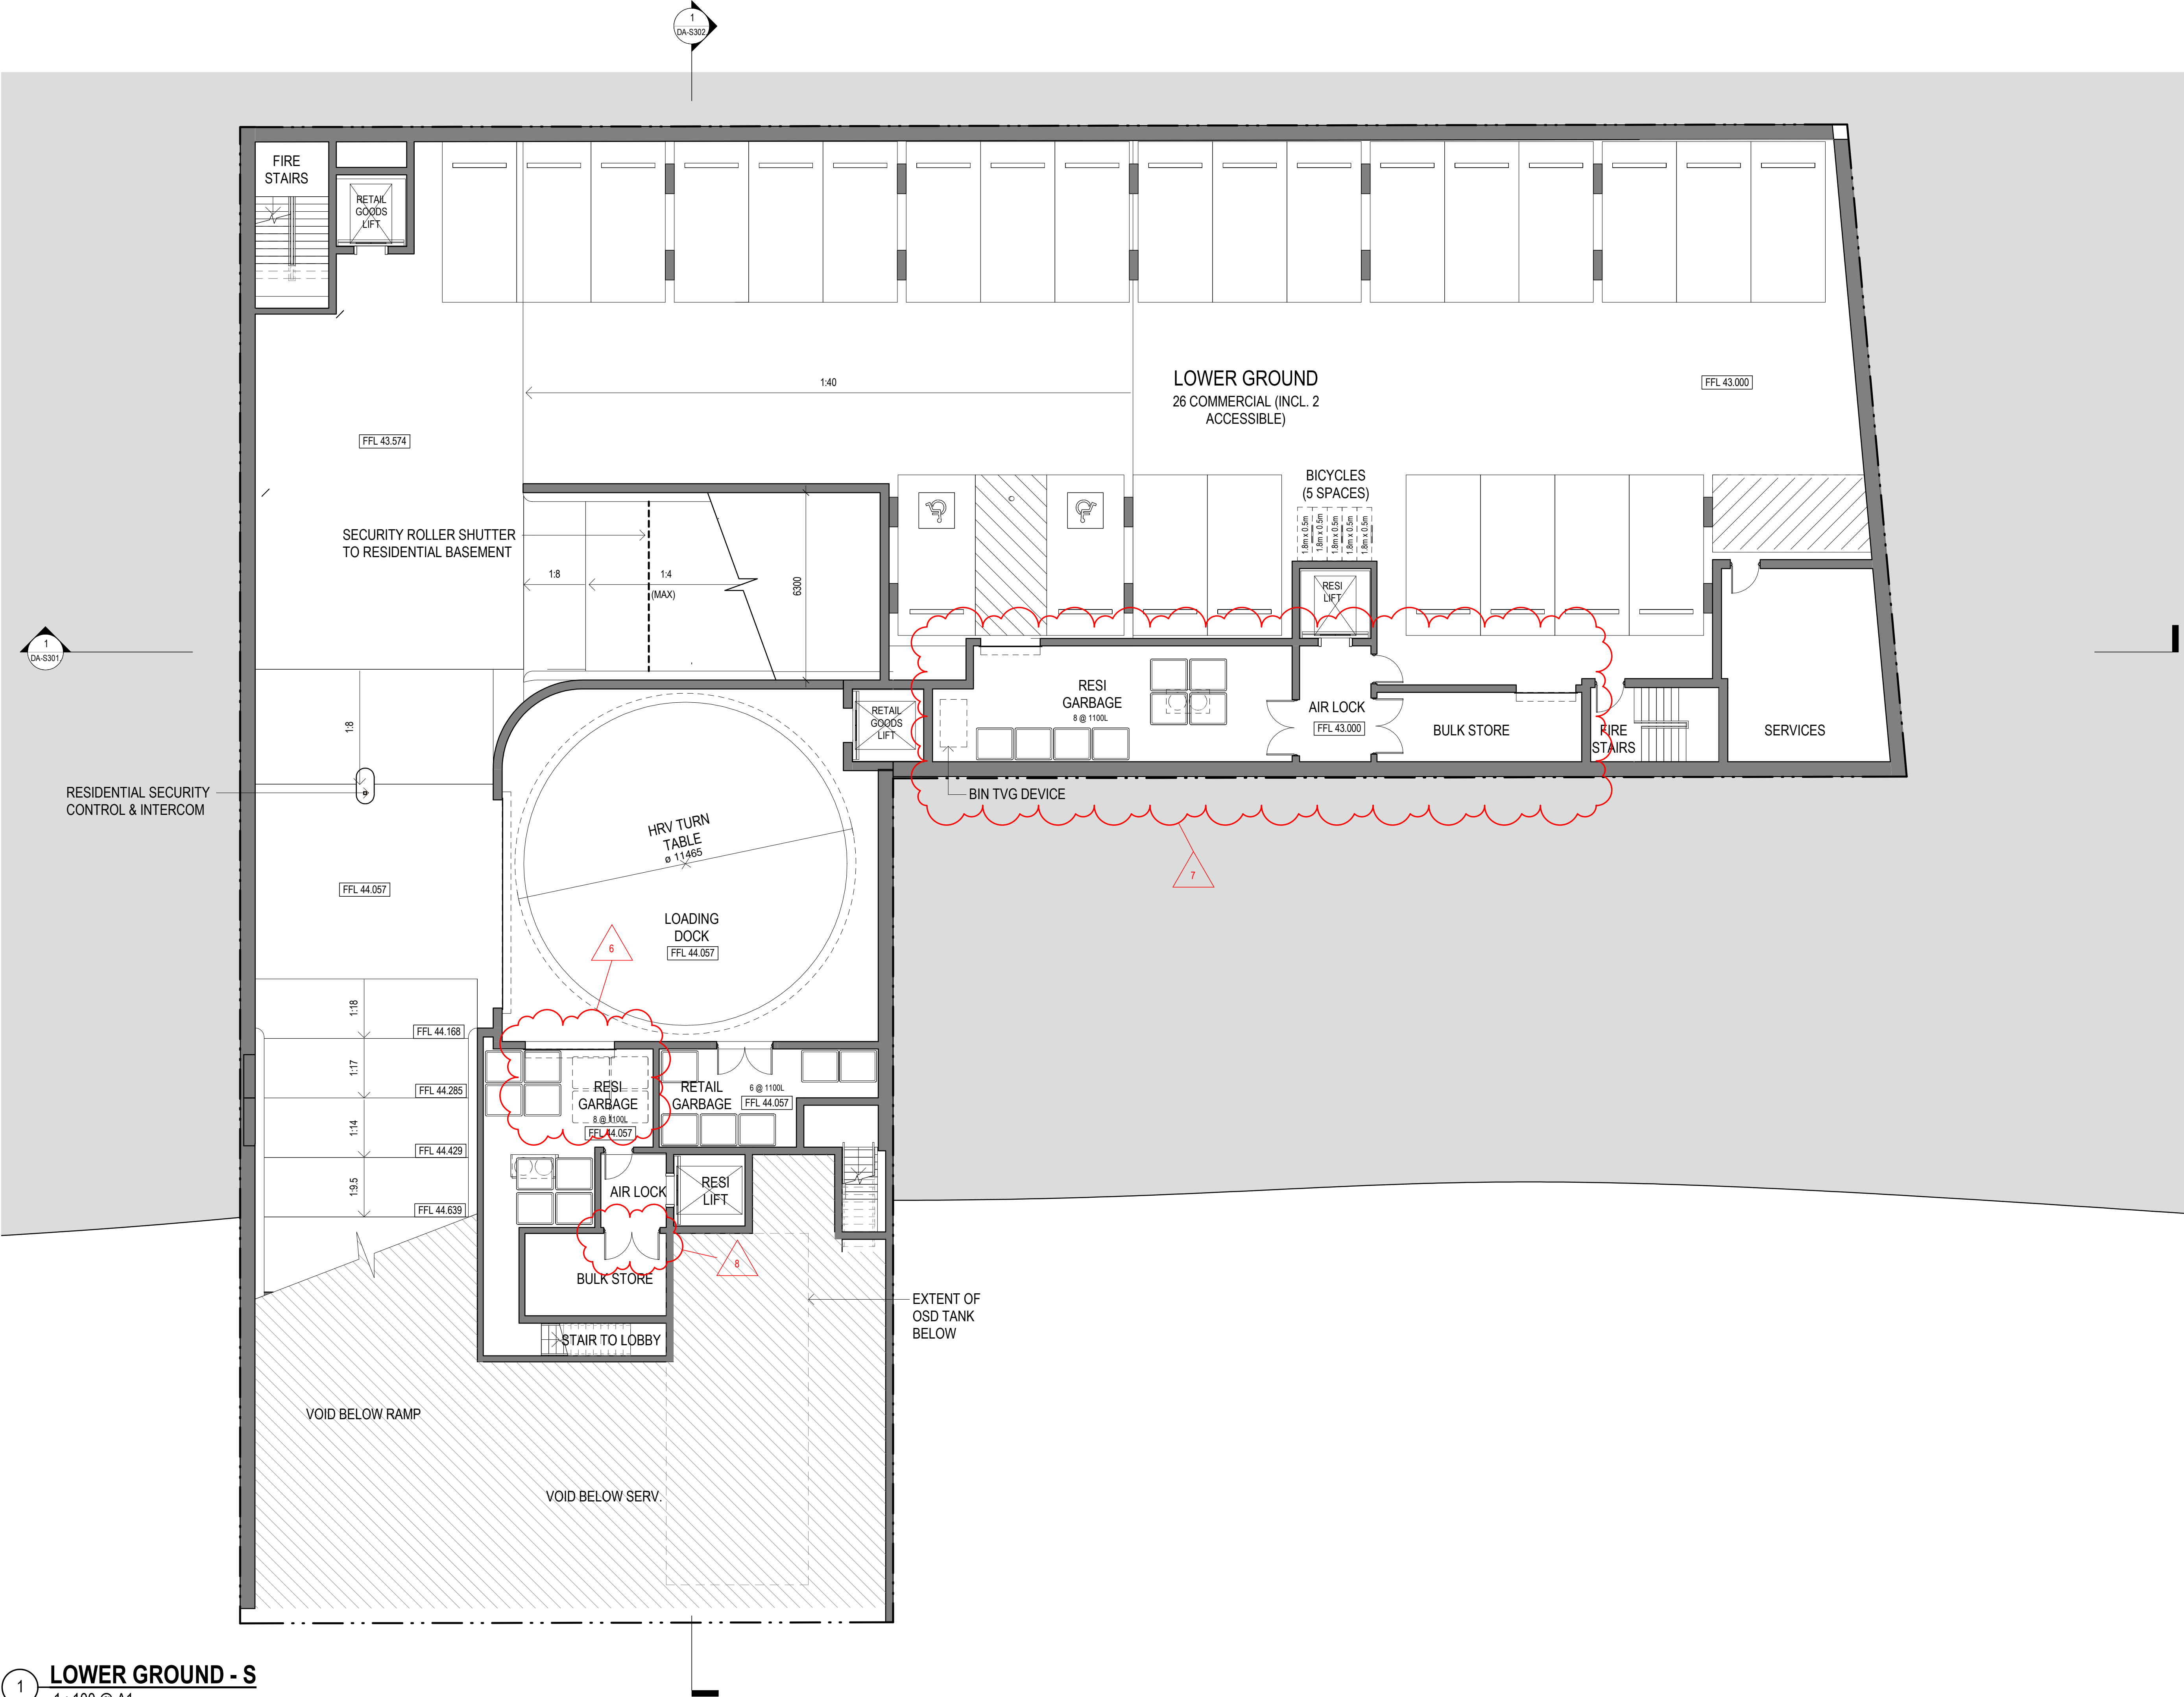 1
DA-S302
FIRE
STAIRS
RETAIL
GOODS
LIFT
1:40
LOWER GROUND
26 COMMERCIAL (INCL. 2
ACCESSIBLE)
FFL 43.000
FFL 43.574
BICYCLES
(5 SPACES)
1.8m x 0.5m
1.8m x 0.5m
1.8m x 0.5m
1.8m x 0.5m
1.8m x 0.5m
SECURITY ROLLER SHUTTER
TO RESIDENTIAL BASEMENT
1:8
1:4
(MAX)
6300
RESI
LIFT
1
DA-S301
RESI
GARBAGE
8 @ 1100L
RETAIL
GOODS
LIFT
AIR LOCK
FFL 43.000
BULK STORE
FIRE
STAIRS
SERVICES
1:8
RESIDENTIAL SECURITY
CONTROL & INTERCOM
BIN TVG DEVICE
HRV TURN
TABLE
ø 11465
7
FFL 44.057
LOADING
DOCK
FFL 44.057
6
1:18
FFL 44.168
1:17
FFL 44.285
RESI
GARBAGE
8 @ 1100L
FFL 44.057
RETAIL
GARBAGE
6 @ 1100L
FFL 44.057
1:14
FFL 44.429
1:9.5
FFL 44.639
AIR LOCK
RESI
LIFT
8
BULK STORE
EXTENT OF
OSD TANK
BELOW
STAIR TO LOBBY
VOID BELOW RAMP
VOID BELOW SERV.
1
LOWER GROUND - S
1 : 100 @ A1